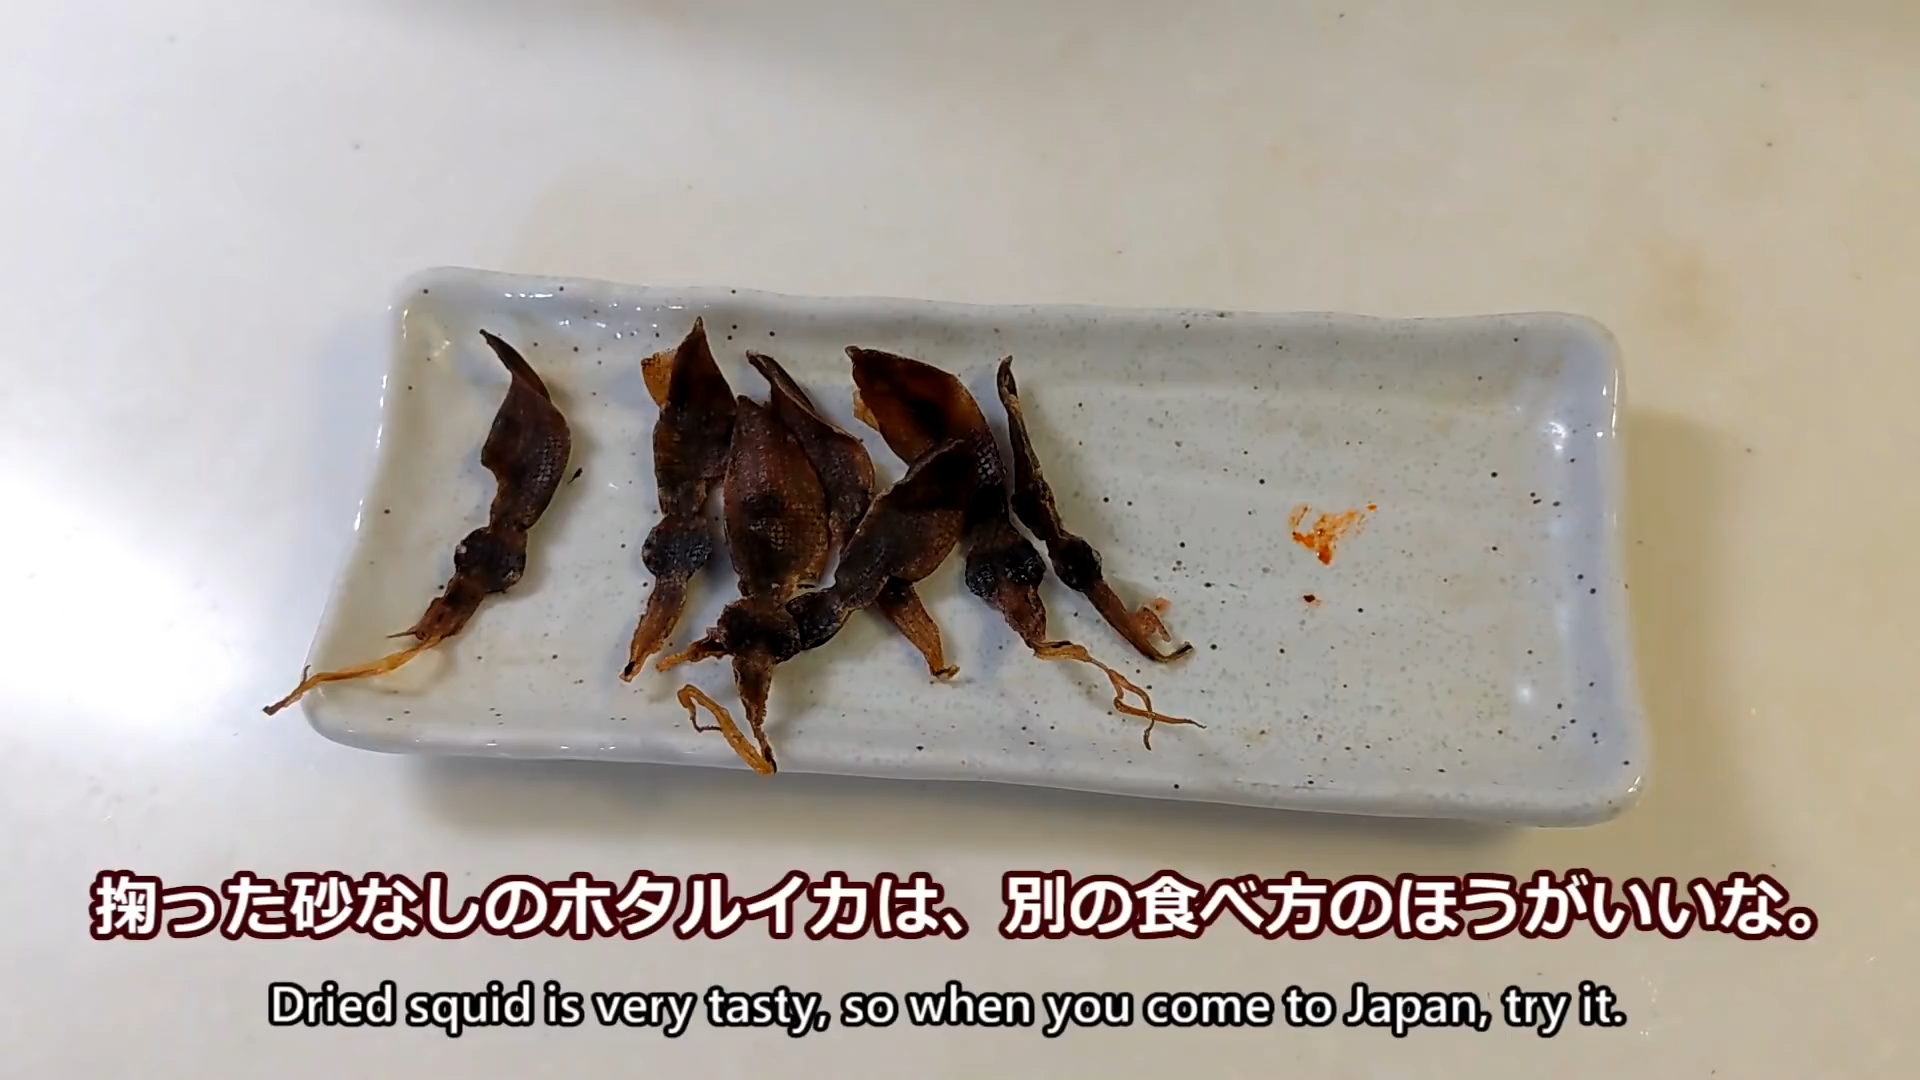 掬った砂なしのホタルイカは、別の食べ方のほうがいいな。
Dried squid is very tasty, so when you come to Japan, try it.